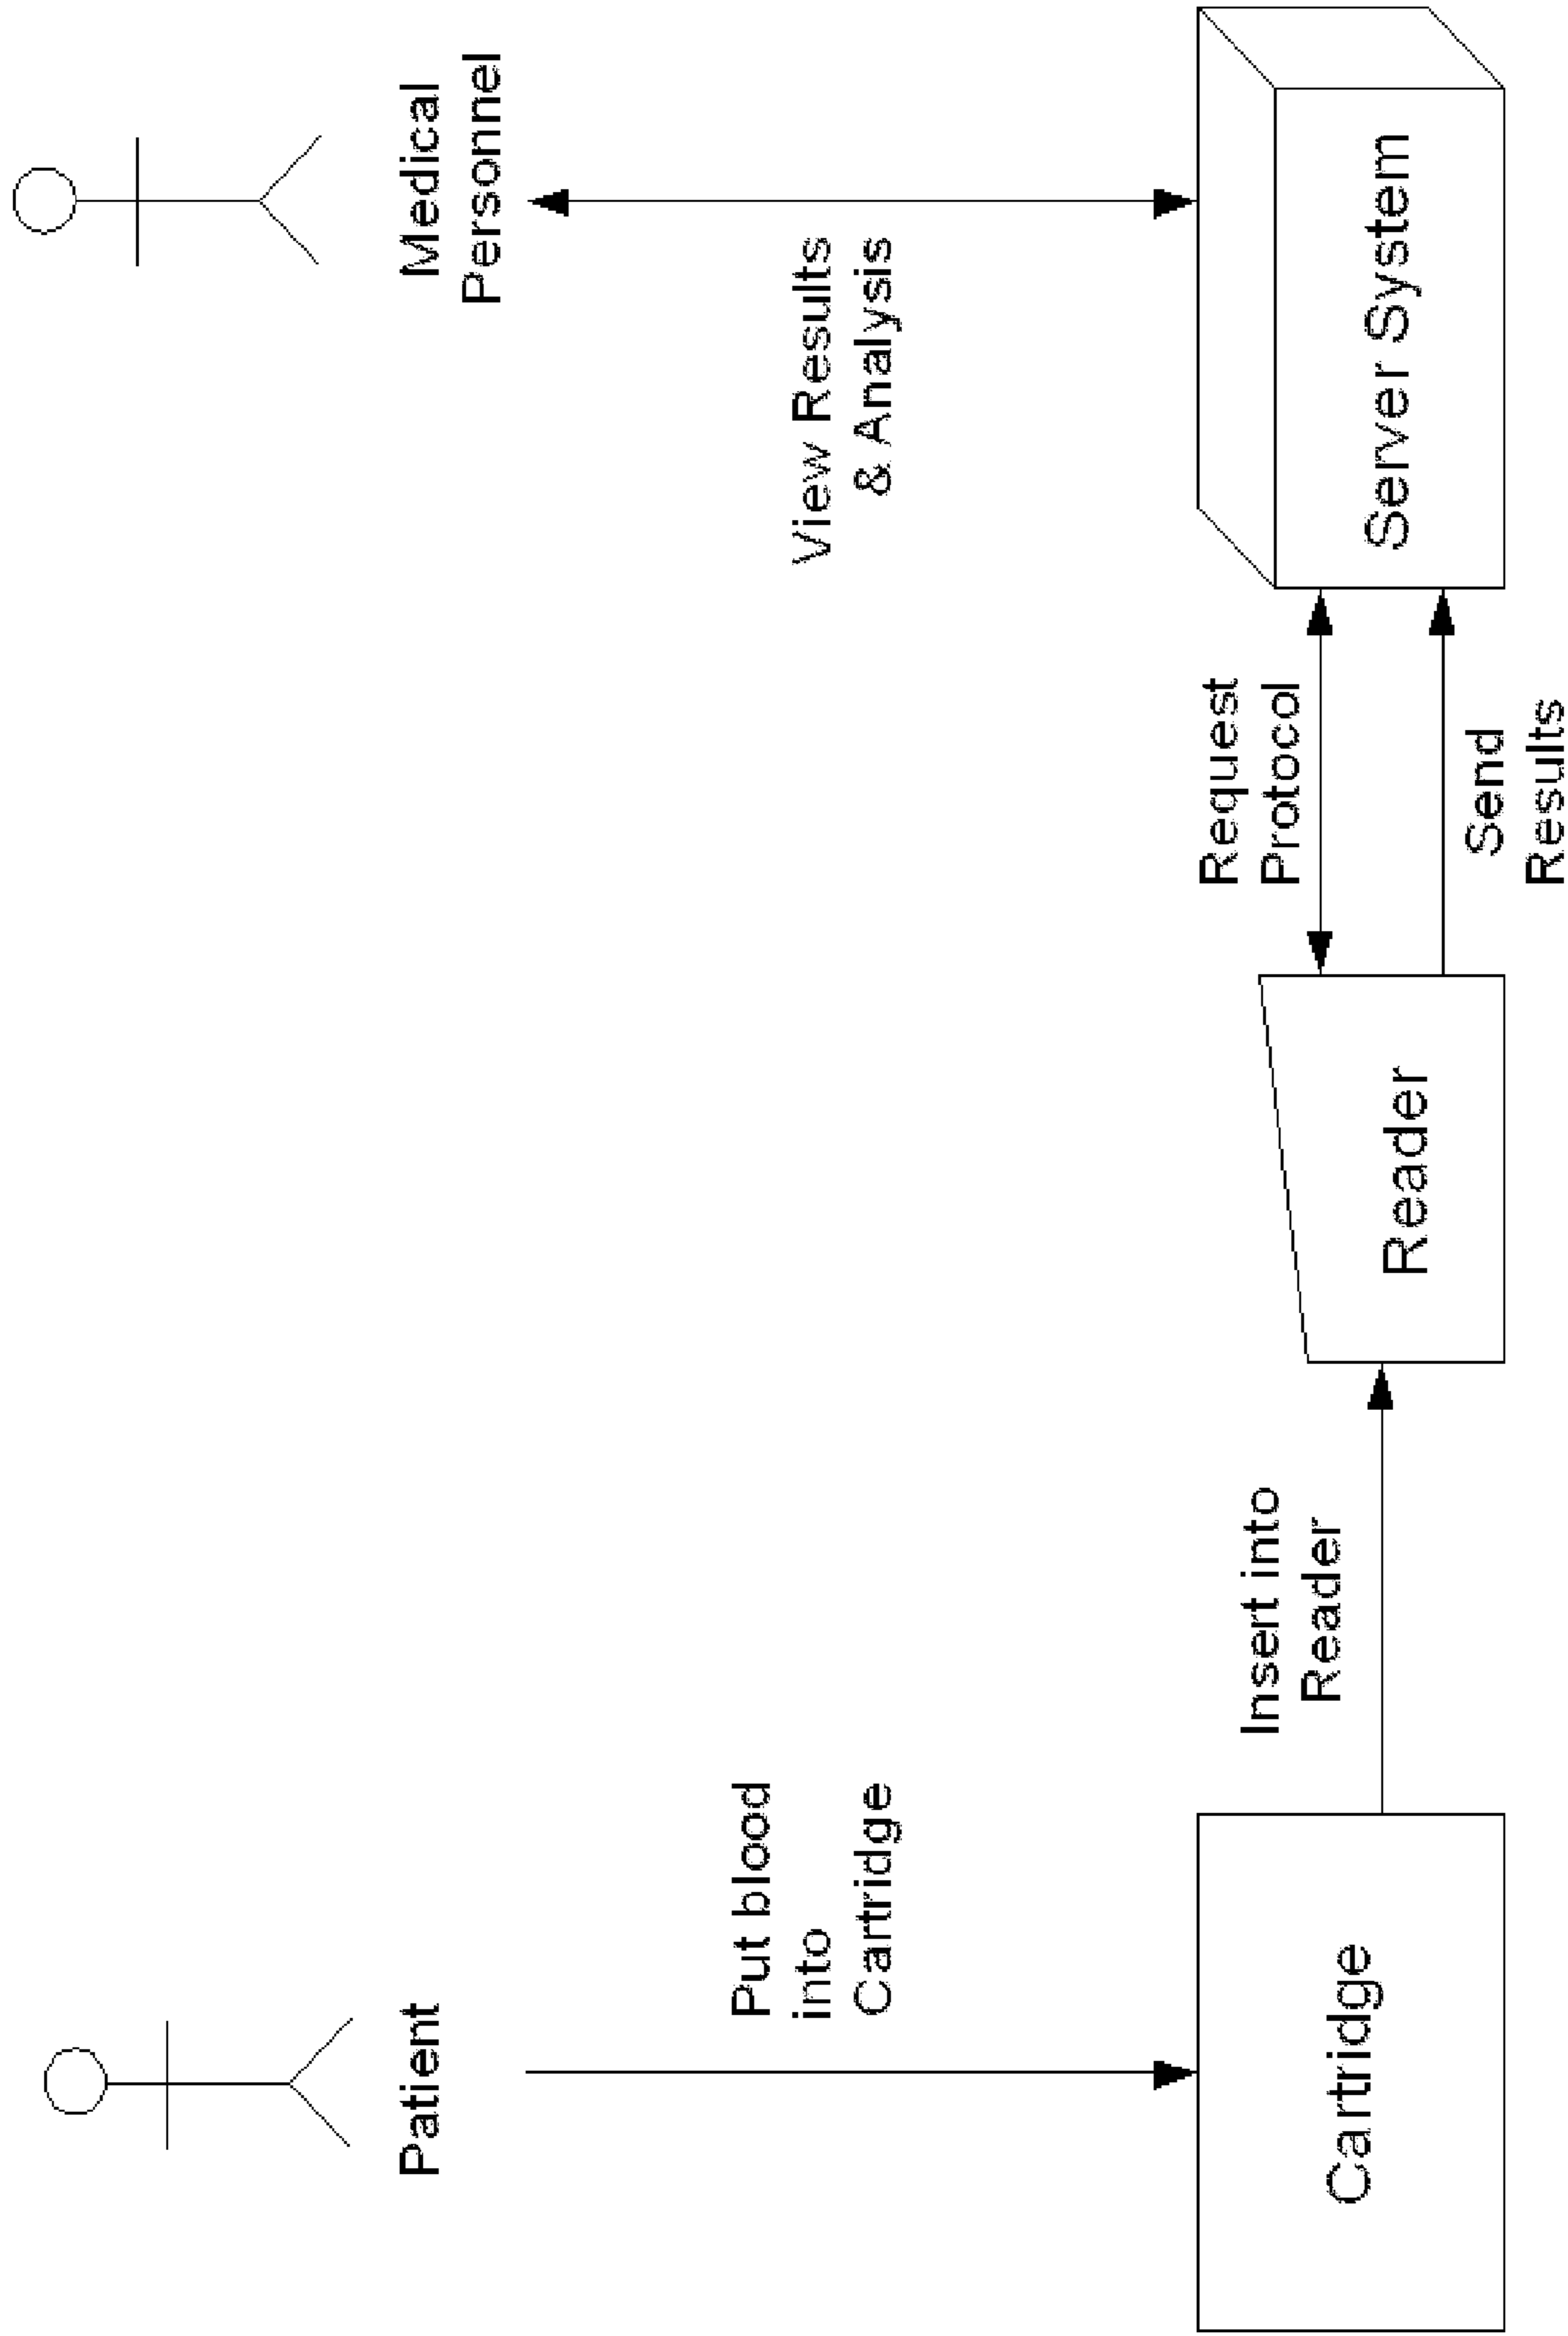 Patient
Medical
Personnel
Put blood
into
Cartridge
View Results
& Analysis
Insert into
Reader
Request
Protocol
Cartridge
Reader
Server System
Send
Results